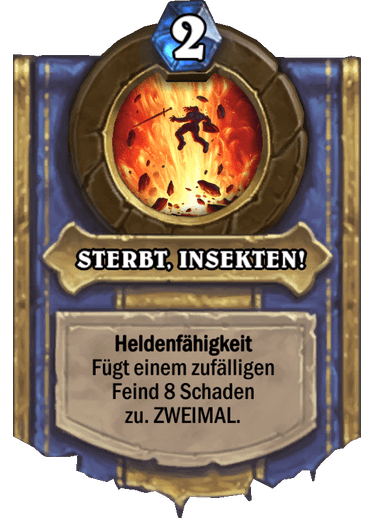 2
STERBT, INSEKTEN!
Heldenfähigkeit
Fügt einem zufälligen
Feind 8 Schaden
zu. ZWEIMAL.